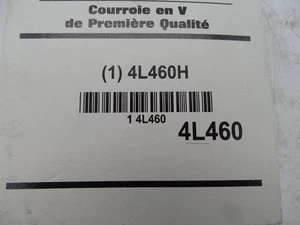 Courroie en V
de Première Qualité
(1) 4L460H
1 4L460
4L460